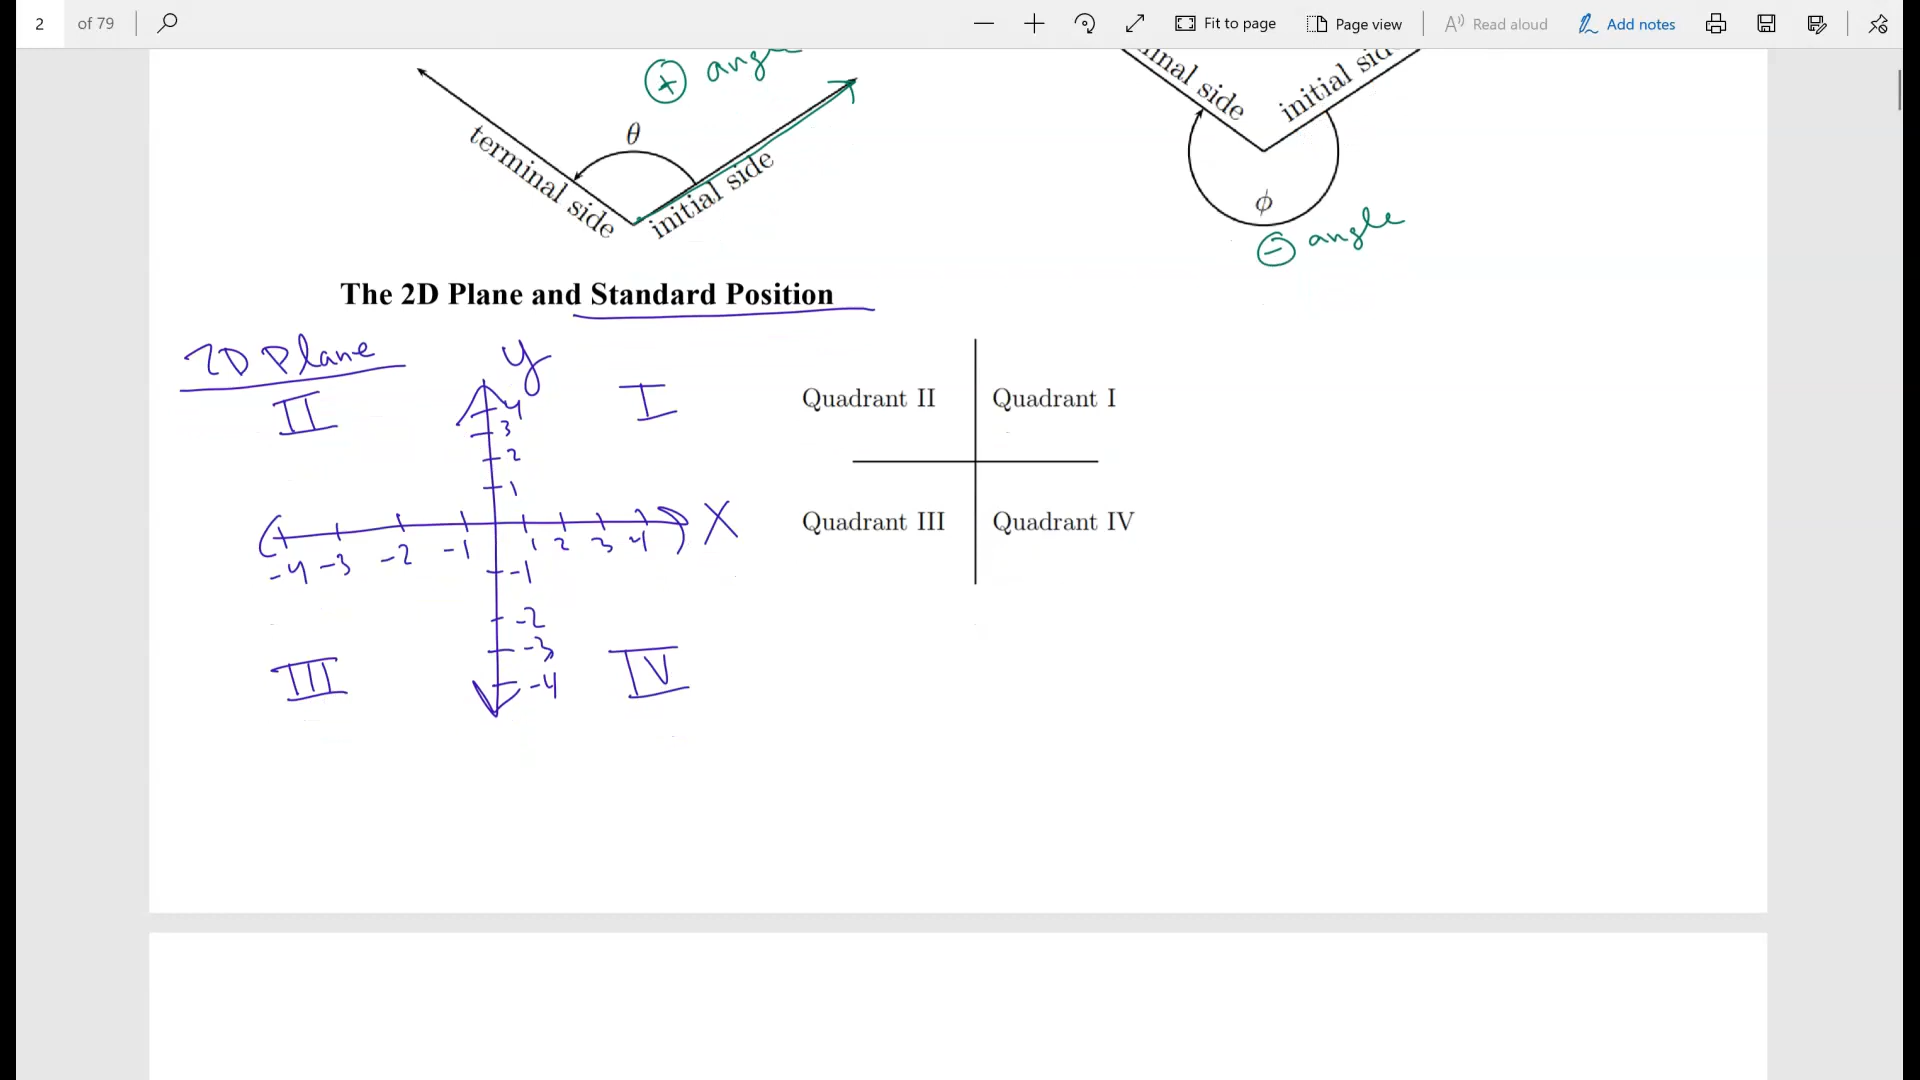 2 of 79 Fit to page Page view Read aloud Add notes
+ angle
terminal side
θ
initial side
terminal side
initial side
φ
− angle
The 2D Plane and Standard Position
2D Plane
y
II
I
4
3
2
1
-4 -3 -2 -1 1 2 3 4 X
-1
-2
-3
-4
III
IV
Quadrant II Quadrant I
Quadrant III Quadrant IV